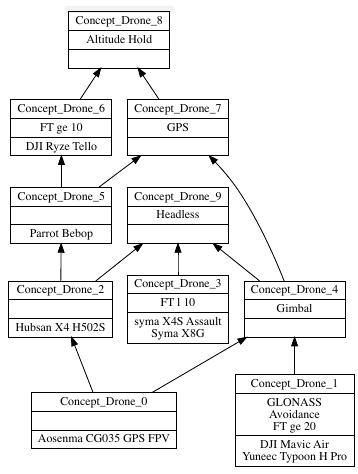 Concept_Drone_8
Altitude Hold
Concept_Drone_6
FT ge 10
DJI Ryze Tello
Concept_Drone_7
GPS
Concept_Drone_5
Parrot Bebop
Concept_Drone_9
Headless
Concept_Drone_2
Hubsan X4 H502S
Concept_Drone_3
FT l 10
syma X4S Assault
Syma X8G
Concept_Drone_4
Gimbal
Concept_Drone_0
Aosenma CG035 GPS FPV
Concept_Drone_1
GLONASS
Avoidance
FT ge 20
DJI Mavic Air
Yuneec Typoon H Pro